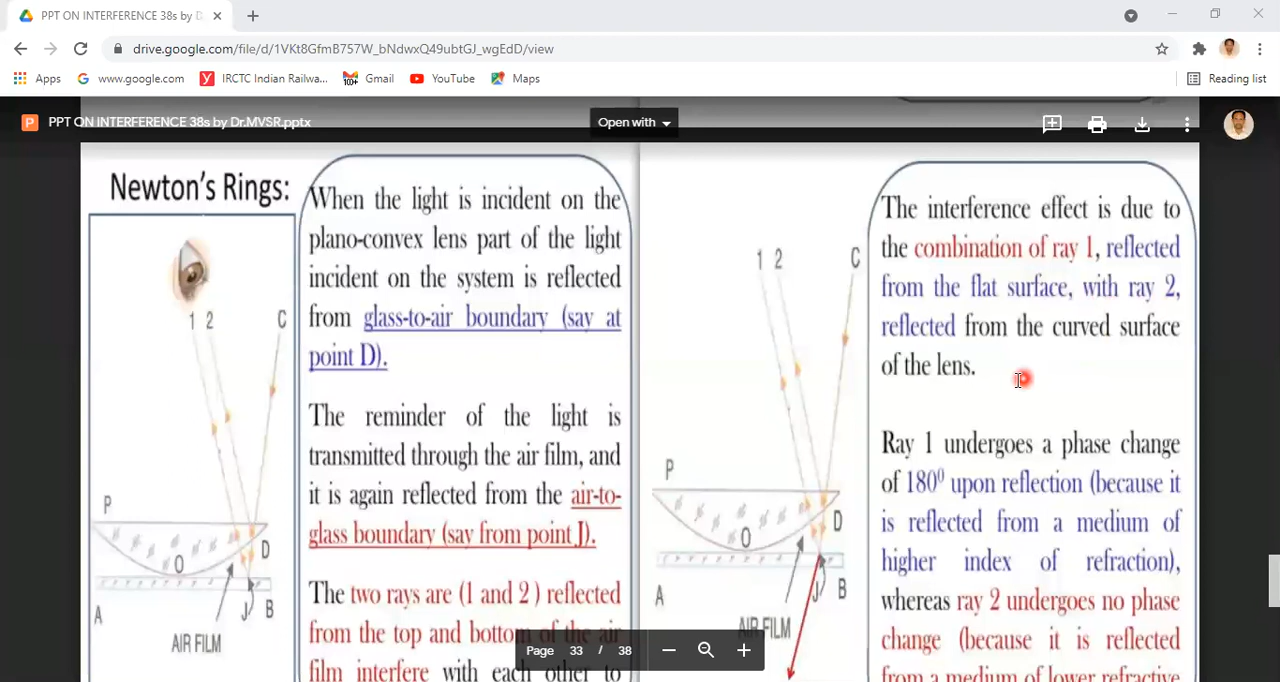 PPT ON INTERFERENCE 38s by D
drive.google.com/file/d/1VKt8GfmB757W_bNdwxQ49ubtGJ_wgEdD/view
Apps www.google.com IRCTC Indian Railwa... 100+ Gmail YouTube Maps Reading list
P PPT ON INTERFERENCE 38s by Dr.MVSR.pptx Open with
Newton's Rings:
1 2
C
P
O
D
A
J
B
AIR FILM
When the light is incident on the
plano-convex lens part of the light
incident on the system is reflected
from glass-to-air boundary (say at
point D).
The reminder of the light is
transmitted through the air film, and
it is again reflected from the air-to-
glass boundary (say from point J).
The two rays are (1 and 2 ) reflected
from the top and bottom of the air
film interfere with each other to
1 2
C
P
O
D
A
J
B
AIR FILM
The interference effect is due to
the combination of ray 1, reflected
from the flat surface, with ray 2,
reflected from the curved surface
of the lens.
Ray 1 undergoes a phase change
of 180⁰ upon reflection (because it
is reflected from a medium of
higher index of refraction),
whereas ray 2 undergoes no phase
change (because it is reflected
from a medium of lower refractive
Page 33 / 38